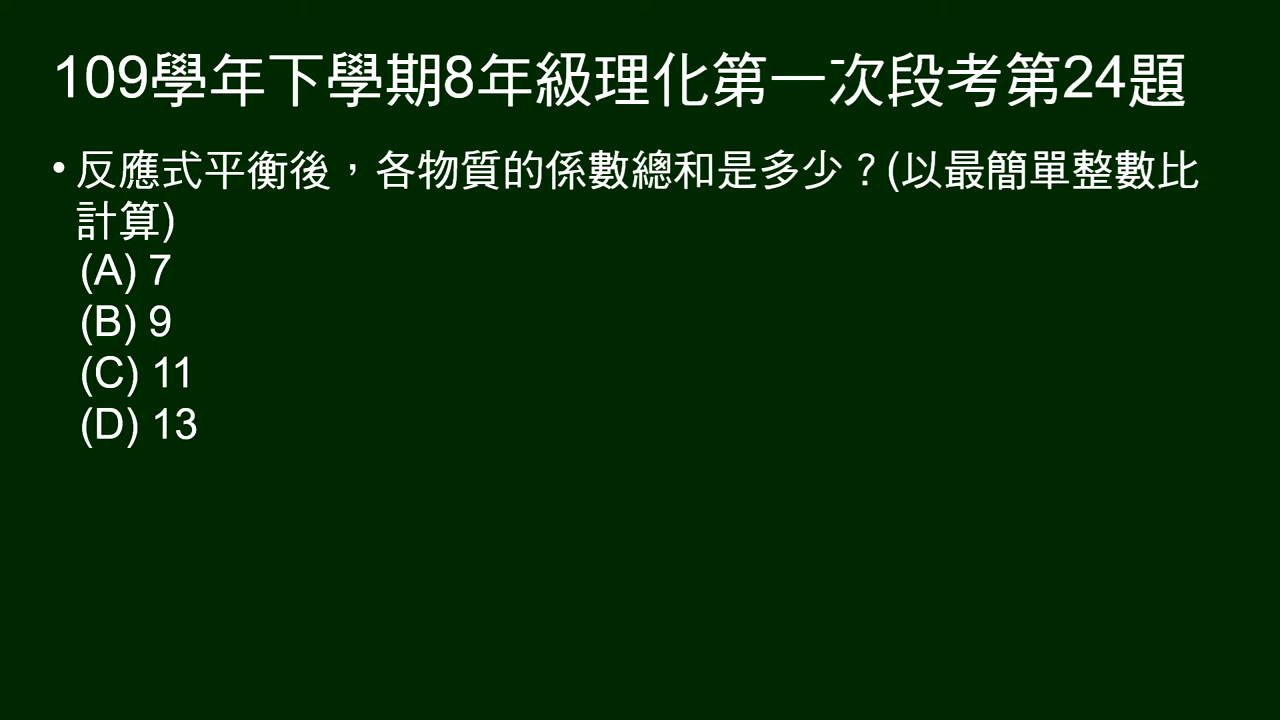 109學年下學期8年級理化第一次段考第24題
• 反應式平衡後，各物質的係數總和是多少？(以最簡單整數比
計算)
(A) 7
(B) 9
(C) 11
(D) 13